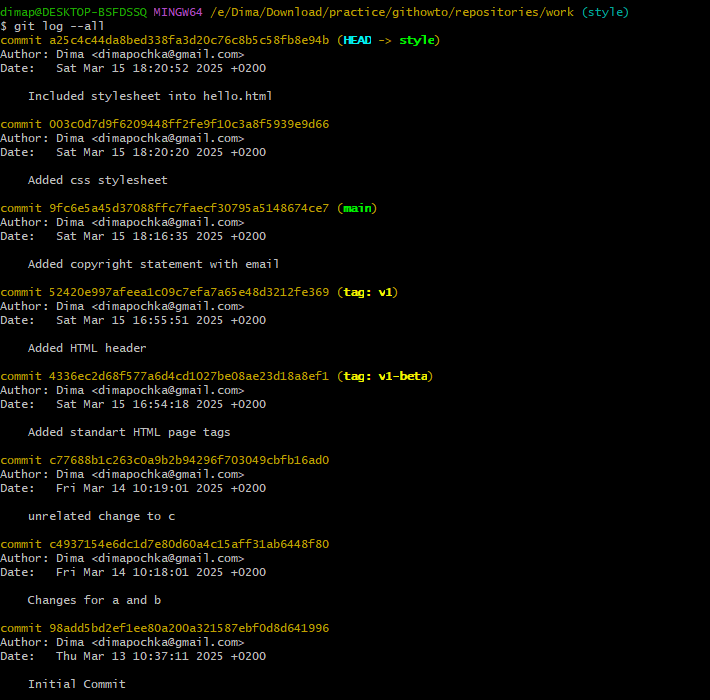 dimap@DESKTOP-BSFDSSQ MINGW64 /e/Dima/Download/practice/githowto/repositories/work (style)
$ git log --all
commit a25c4c44da8bed338fa3d20c76c8b5c58fb8e94b (HEAD -> style)
Author: Dima <dimapochka@gmail.com>
Date:   Sat Mar 15 18:20:52 2025 +0200
    Included stylesheet into hello.html
commit 003c0d7d9f6209448ff2fe9f10c3a8f5939e9d66
Author: Dima <dimapochka@gmail.com>
Date:   Sat Mar 15 18:20:20 2025 +0200
    Added css stylesheet
commit 9fc6e5a45d37088ffc7faecf30795a5148674ce7 (main)
Author: Dima <dimapochka@gmail.com>
Date:   Sat Mar 15 18:16:35 2025 +0200
    Added copyright statement with email
commit 52420e997afeea1c09c7efa7a65e48d3212fe369 (tag: v1)
Author: Dima <dimapochka@gmail.com>
Date:   Sat Mar 15 16:55:51 2025 +0200
    Added HTML header
commit 4336ec2d68f577a6d4cd1027be08ae23d18a8ef1 (tag: v1-beta)
Author: Dima <dimapochka@gmail.com>
Date:   Sat Mar 15 16:54:18 2025 +0200
    Added standart HTML page tags
commit c77688b1c263c0a9b2b94296f703049cbfb16ad0
Author: Dima <dimapochka@gmail.com>
Date:   Fri Mar 14 10:19:01 2025 +0200
    unrelated change to c
commit c4937154e6dc1d7e80d60a4c15aff31ab6448f80
Author: Dima <dimapochka@gmail.com>
Date:   Fri Mar 14 10:18:01 2025 +0200
    Changes for a and b
commit 98add5bd2ef1ee80a200a321587ebf0d8d641996
Author: Dima <dimapochka@gmail.com>
Date:   Thu Mar 13 10:37:11 2025 +0200
    Initial Commit